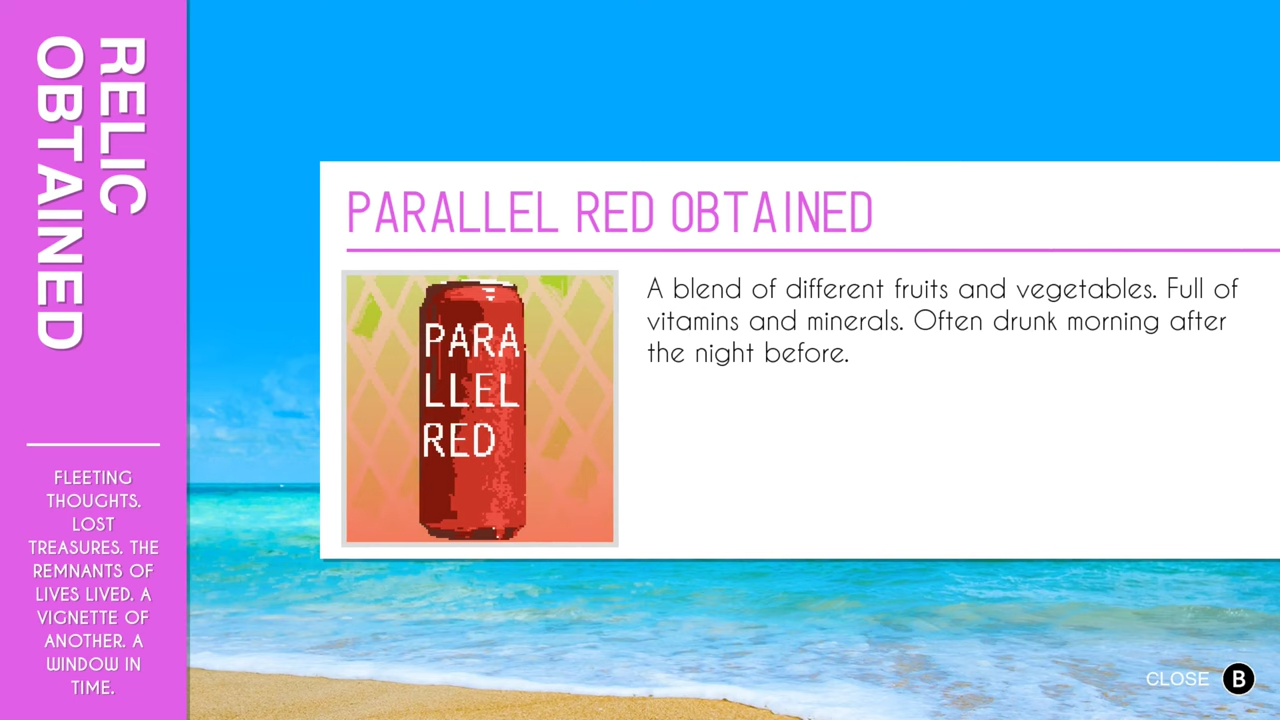 RELIC
OBTAINED
FLEETING
THOUGHTS.
LOST
TREASURES. THE
REMNANTS OF
LIVES LIVED. A
VIGNETTE OF
ANOTHER. A
WINDOW IN
TIME.
PARALLEL RED OBTAINED
PARA
LLEL
RED
A blend of different fruits and vegetables. Full of
vitamins and minerals. Often drunk morning after
the night before.
CLOSE B